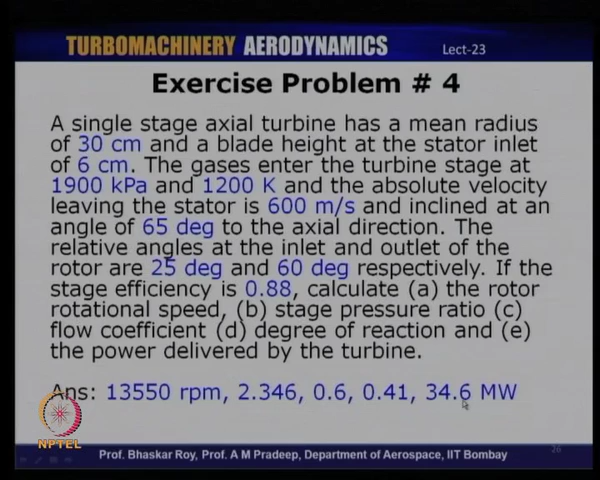 TURBOMACHINERY AERODYNAMICS
Lect-23
Exercise Problem # 4
A single stage axial turbine has a mean radius
of 30 cm and a blade height at the stator inlet
of 6 cm. The gases enter the turbine stage at
1900 kPa and 1200 K and the absolute velocity
leaving the stator is 600 m/s and inclined at an
angle of 65 deg to the axial direction. The
relative angles at the inlet and outlet of the
rotor are 25 deg and 60 deg respectively. If the
stage efficiency is 0.88, calculate (a) the rotor
rotational speed, (b) stage pressure ratio (c)
flow coefficient (d) degree of reaction and (e)
the power delivered by the turbine.
Ans: 13550 rpm, 2.346, 0.6, 0.41, 34.6 MW
NPTEL
Prof. Bhaskar Roy, Prof. A M Pradeep, Department of Aerospace, IIT Bombay
26